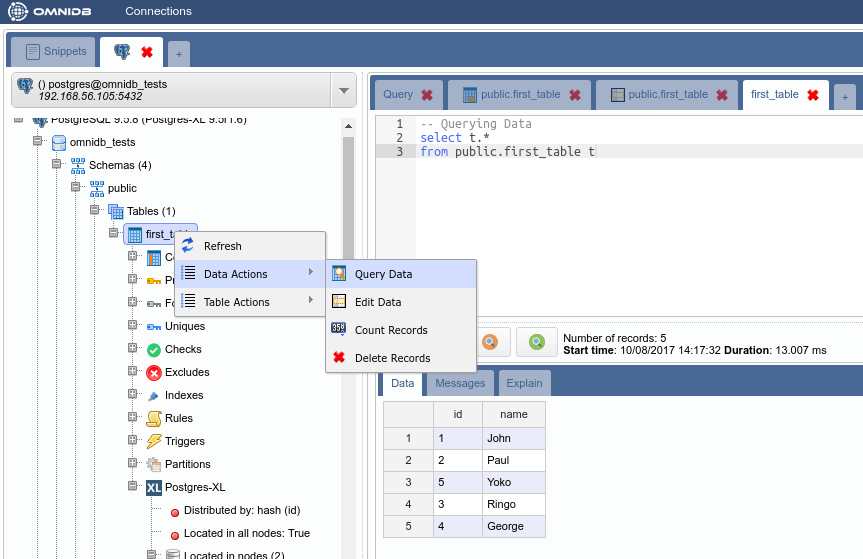 OMNIDB Connections
Snippets
+
() postgres@omnidb_tests
192.168.56.105:5432
PostgreSQL 9.5.8 (Postgres-XL 9.5r1.6)
omnidb_tests
Schemas (4)
public
Tables (1)
first_ta
C
P
Fo
Uniques
Checks
Excludes
Indexes
Rules
Triggers
Partitions
XL Postgres-XL
Distributed by: hash (id)
Located in all nodes: True
Located in nodes (2)
Refresh
Data Actions
Table Actions
Query Data
Edit Data
358 Count Records
Delete Records
Query public.first_table public.first_table first_table +
1 -- Querying Data
2 select t.*
3 from public.first_table t
Number of records: 5
Start time: 10/08/2017 14:17:32 Duration: 13.007 ms
Data Messages Explain
id name
1 1 John
2 2 Paul
3 5 Yoko
4 3 Ringo
5 4 George